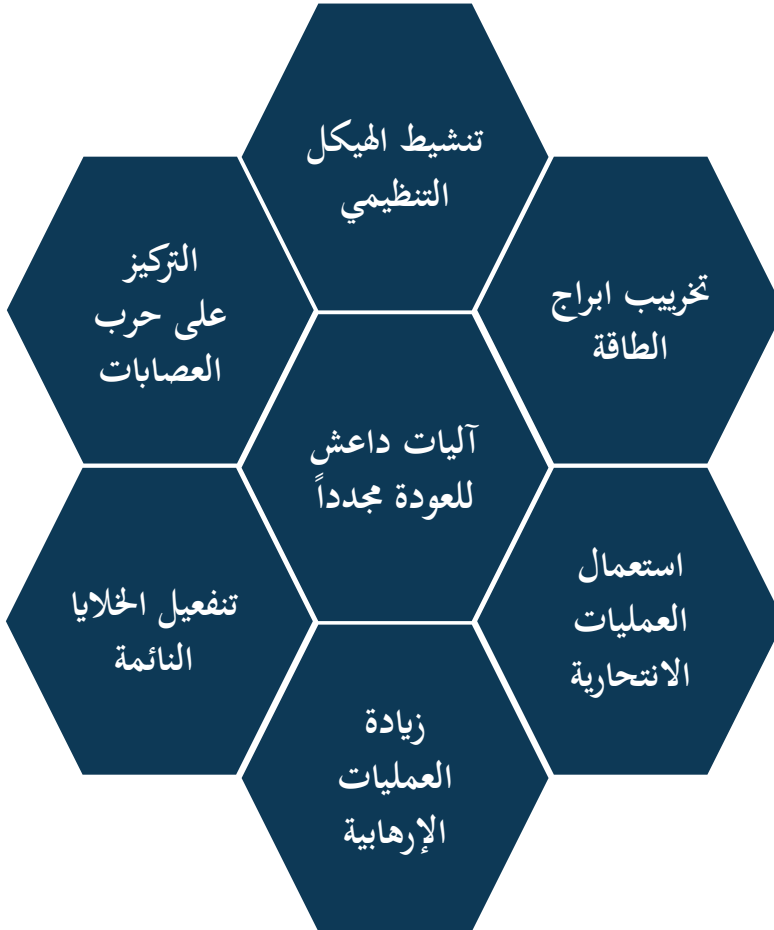 تنشيط الهيكل
التنظيمي
تخرييب ابراج
الطاقة
التركيز
على حرب
العصابات
آليات داعش
للعودة مجدداً
استعمال
العمليات
الانتحارية
تنفعيل الخلايا
النائمة
زيادة
العمليات
الإرهابية